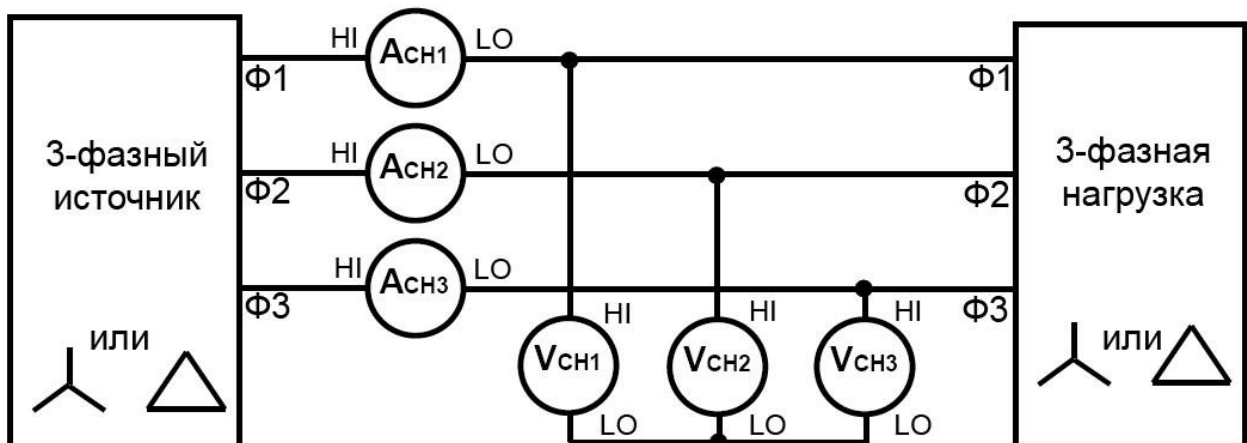 HI ACH1 LO
Ф1 Ф1
3-фазный
источник
HI ACH2 LO
Ф2 Ф2
3-фазная
нагрузка
HI ACH3 LO
Ф3 Ф3
HI HI HI
VCH1 VCH2 VCH3
LO LO LO
или
или